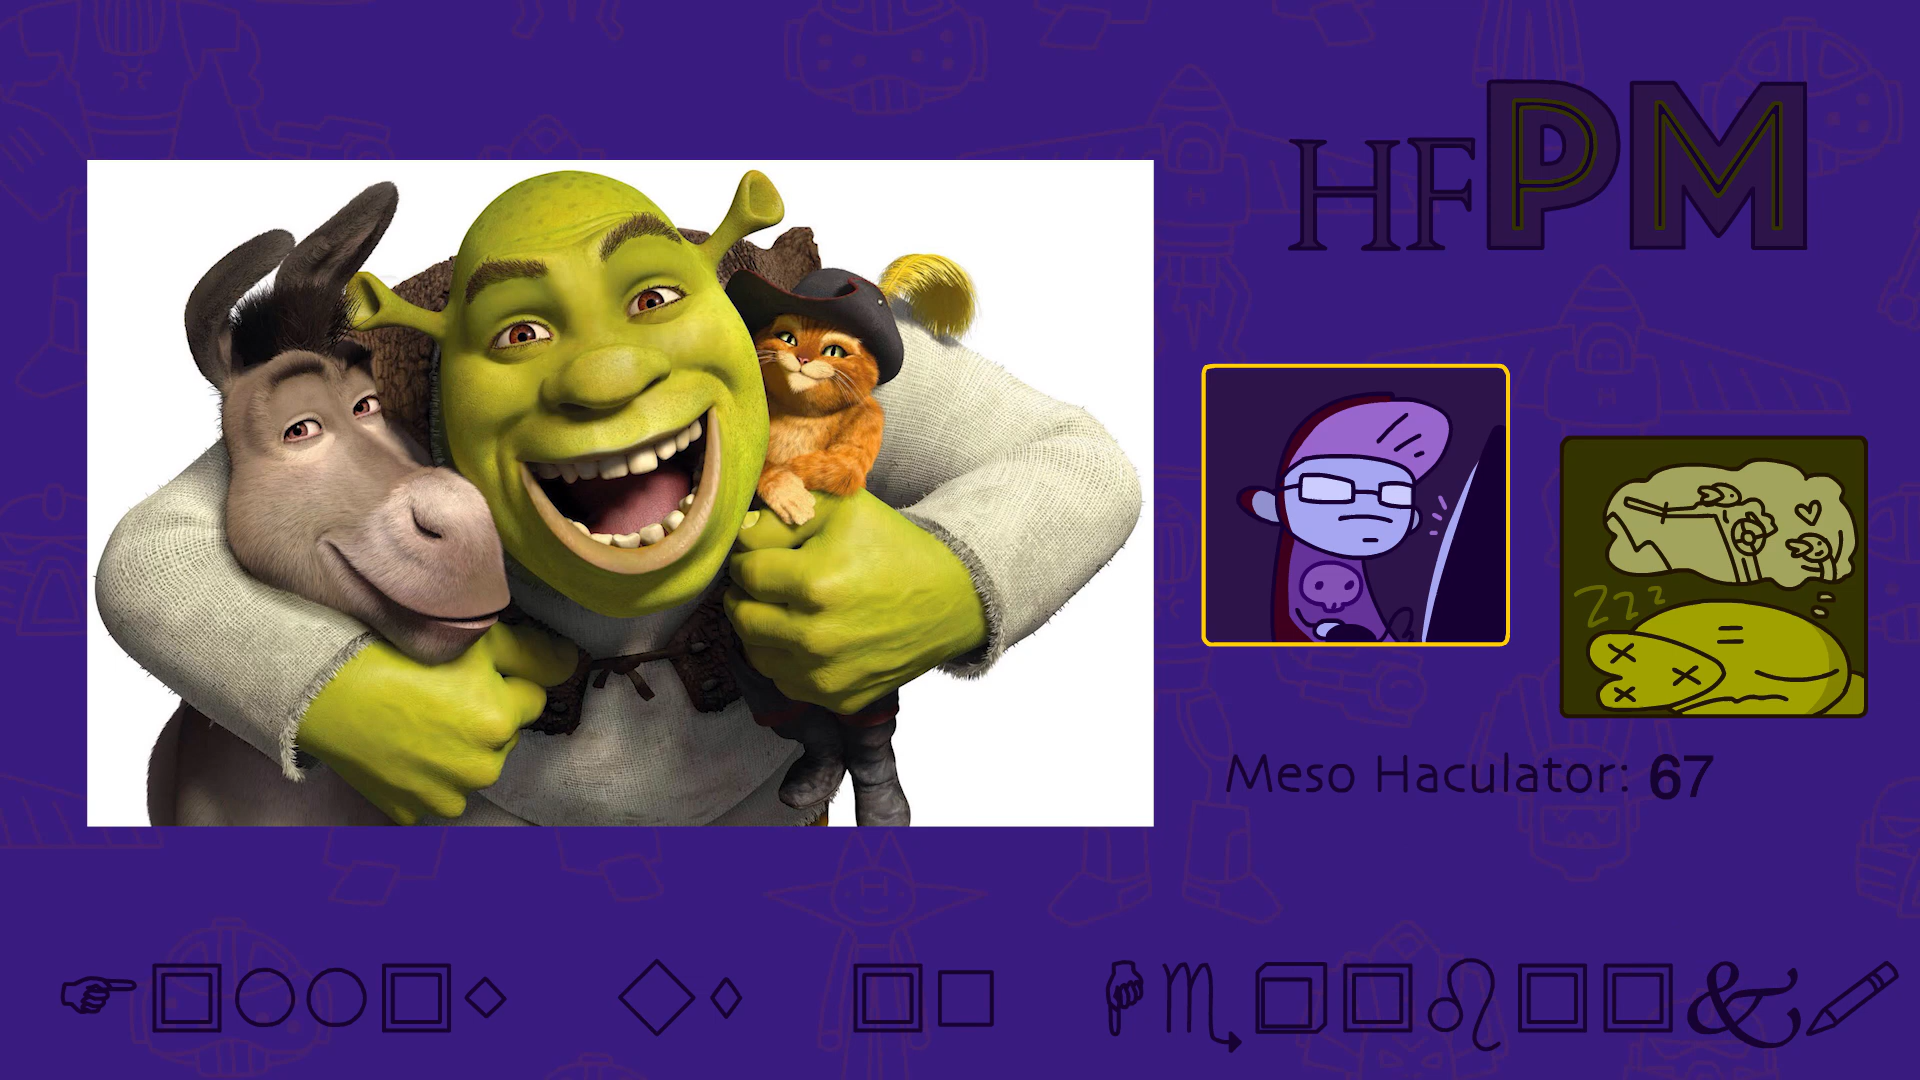 HFPM
Z z z
Meso Haculator: 67
☞□●●□⬥ ◆⬧ □■ ☟♏❒□♌□□🙵✏